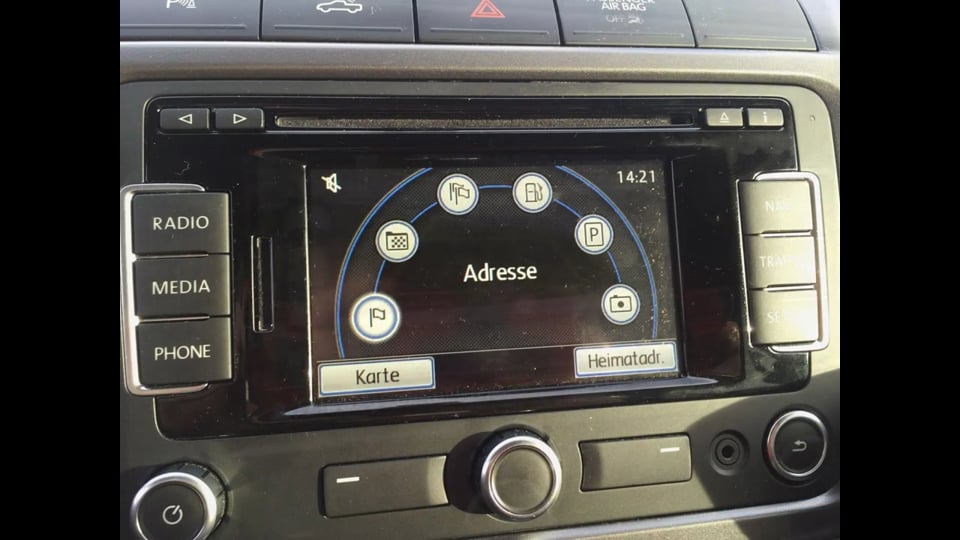 P
AIR BAG
OFF
14:21
RADIO
MEDIA
PHONE
P
Adresse
Karte
Heimatadr.